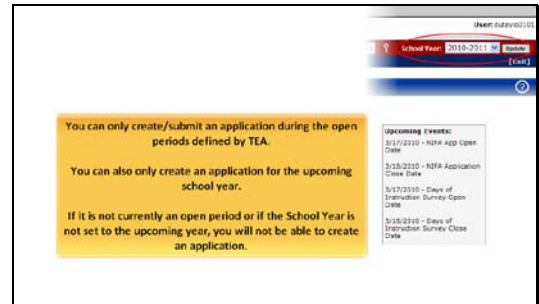 User:
School Year: 2010-2011 Update
[Exit]
?
You can only create/submit an application during the open
periods defined by TEA.
You can also only create an application for the upcoming
school year.
If it is not currently an open period or if the School Year is
not set to the upcoming year, you will not be able to create
an application.
Upcoming Events:
3/17/2010 - NIFA App Open
Date
3/18/2010 - NIFA Application
Close Date
3/17/2010 - Days of
Instruction Survey Open
Date
3/18/2010 - Days of
Instruction Survey Close
Date